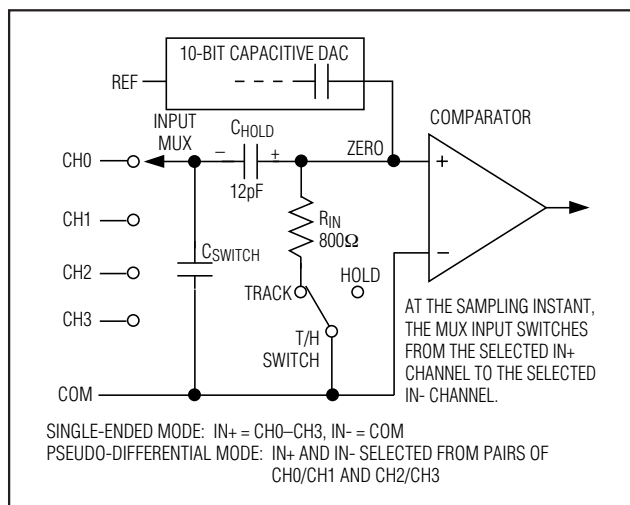 10-BIT CAPACITIVE DAC
REF
INPUT
MUX
CHOLD
12pF
ZERO
COMPARATOR
CH0
CH1
CH2
CH3
CSWITCH
RIN
800Ω
TRACK
HOLD
T/H
SWITCH
COM
− +
+
−
AT THE SAMPLING INSTANT,
THE MUX INPUT SWITCHES
FROM THE SELECTED IN+
CHANNEL TO THE SELECTED
IN- CHANNEL.
SINGLE-ENDED MODE: IN+ = CH0–CH3, IN- = COM
PSEUDO-DIFFERENTIAL MODE: IN+ AND IN- SELECTED FROM PAIRS OF
CH0/CH1 AND CH2/CH3